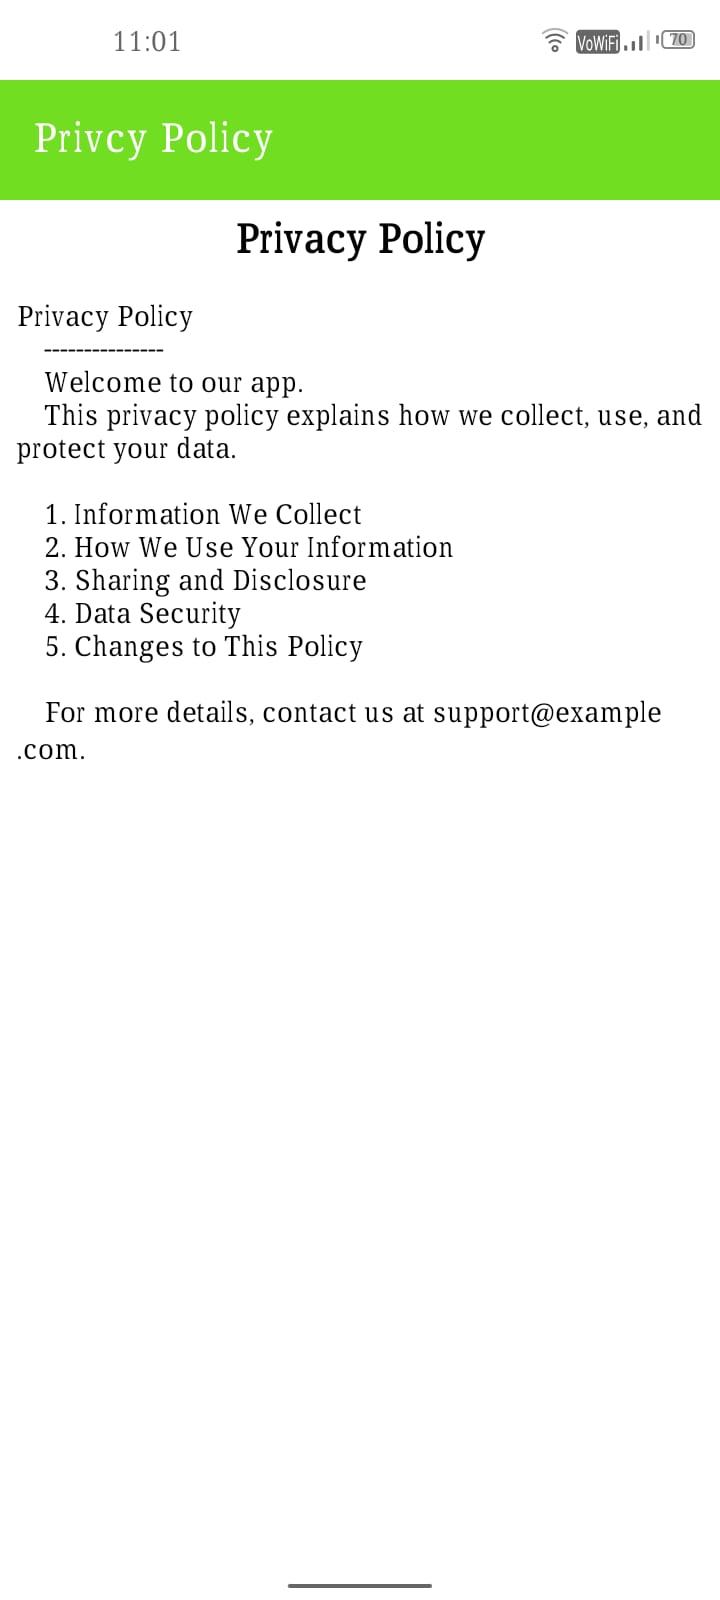 11:01
VoWiFi 70
Privcy Policy
Privacy Policy
Privacy Policy
---------------
Welcome to our app.
This privacy policy explains how we collect, use, and
protect your data.
1. Information We Collect
2. How We Use Your Information
3. Sharing and Disclosure
4. Data Security
5. Changes to This Policy
For more details, contact us at support@example
.com.